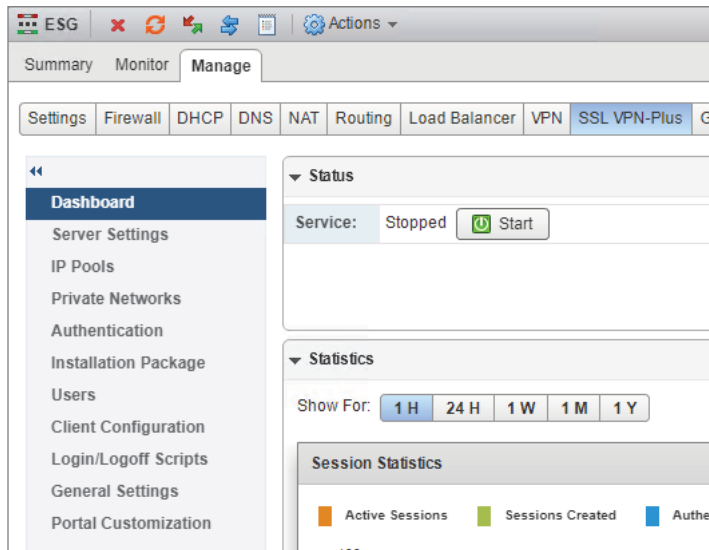 ESG Actions
Summary Monitor Manage
Settings Firewall DHCP DNS NAT Routing Load Balancer VPN SSL VPN-Plus G
Dashboard
Server Settings
IP Pools
Private Networks
Authentication
Installation Package
Users
Client Configuration
Login/Logoff Scripts
General Settings
Portal Customization
Status
Service: Stopped Start
Statistics
Show For: 1 H 24 H 1 W 1 M 1 Y
Session Statistics
Active Sessions Sessions Created Authe